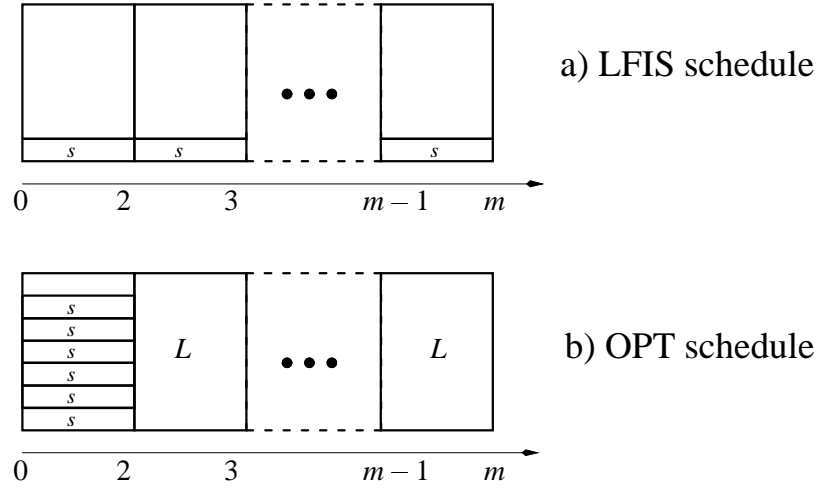 a) LFIS schedule
s s s
0 2 3 m − 1 m
s
s
s
s
s
s
L L
b) OPT schedule
0 2 3 m − 1 m